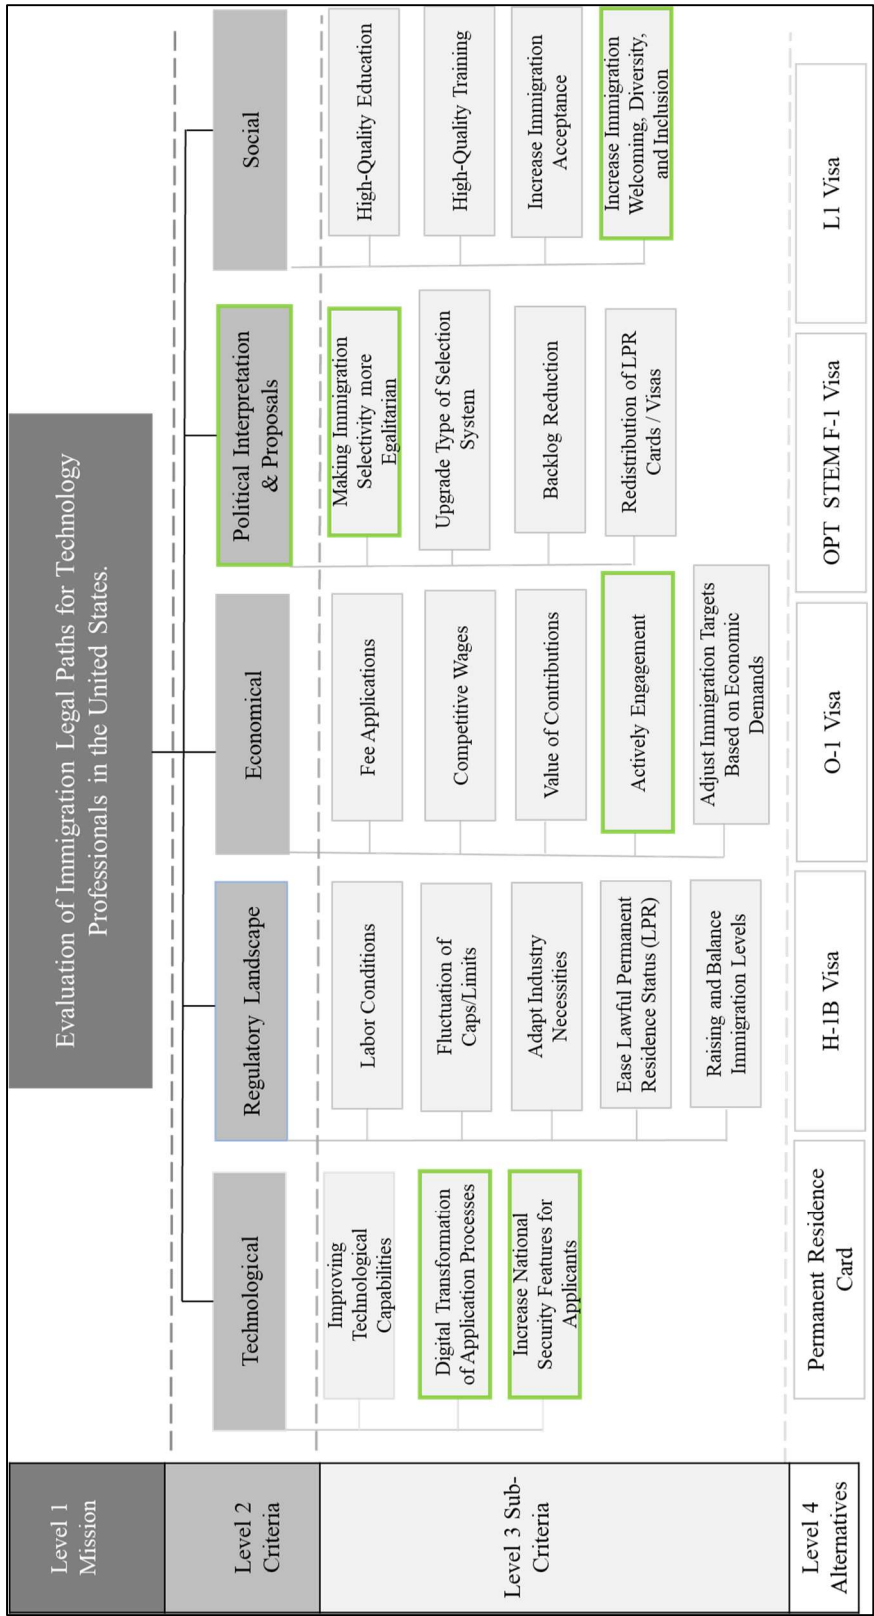 Level 1
Mission
Evaluation of Immigration Legal Paths for Technology
Professionals in the United States.
Level 2
Criteria
Technological
Regulatory Landscape
Economical
Political Interpretation
& Proposals
Social
Level 3 Sub-
Criteria
Improving
Technological
Capabilities
Digital Transformation
of Application Processes
Increase National
Security Features for
Applicants
Labor Conditions
Fluctuation of
Caps/Limits
Adapt Industry
Necessities
Ease Lawful Permanent
Residence Status (LPR)
Raising and Balance
Immigration Levels
Fee Applications
Competitive Wages
Value of Contributions
Actively Engagement
Adjust Immigration Targets
Based on Economic
Demands
Making Immigration
Selectivity more
Egalitarian
Upgrade Type of Selection
System
Backlog Reduction
Redistribution of LPR
Cards / Visas
High-Quality Education
High-Quality Training
Increase Immigration
Acceptance
Increase Immigration
Welcoming, Diversity,
and Inclusion
Level 4
Alternatives
Permanent Residence
Card
H-1B Visa
O-1 Visa
OPT STEM F-1 Visa
L1 Visa